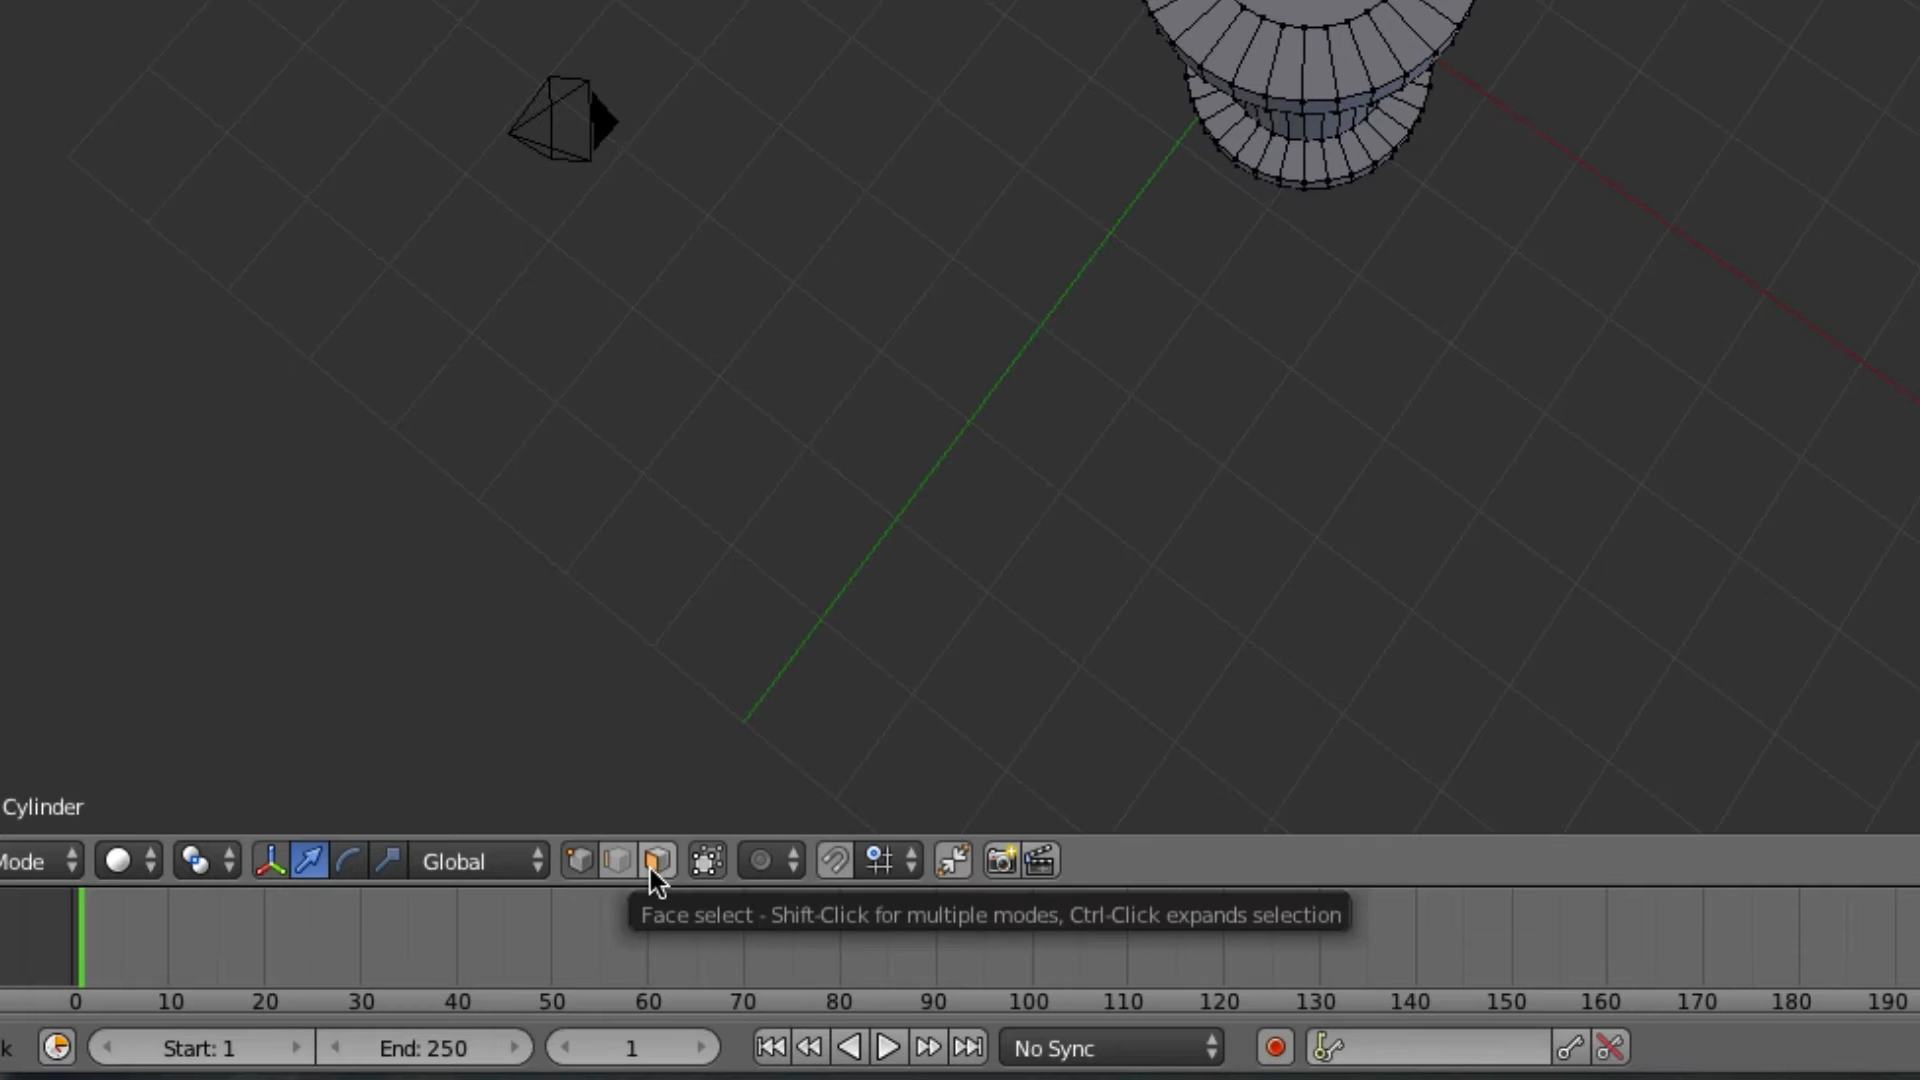 Cylinder
Mode
Global
Face select - Shift-Click for multiple modes, Ctrl-Click expands selection
0 10 20 30 40 50 60 70 80 90 100 110 120 130 140 150 160 170 180 190
k Start: 1 End: 250 1 No Sync